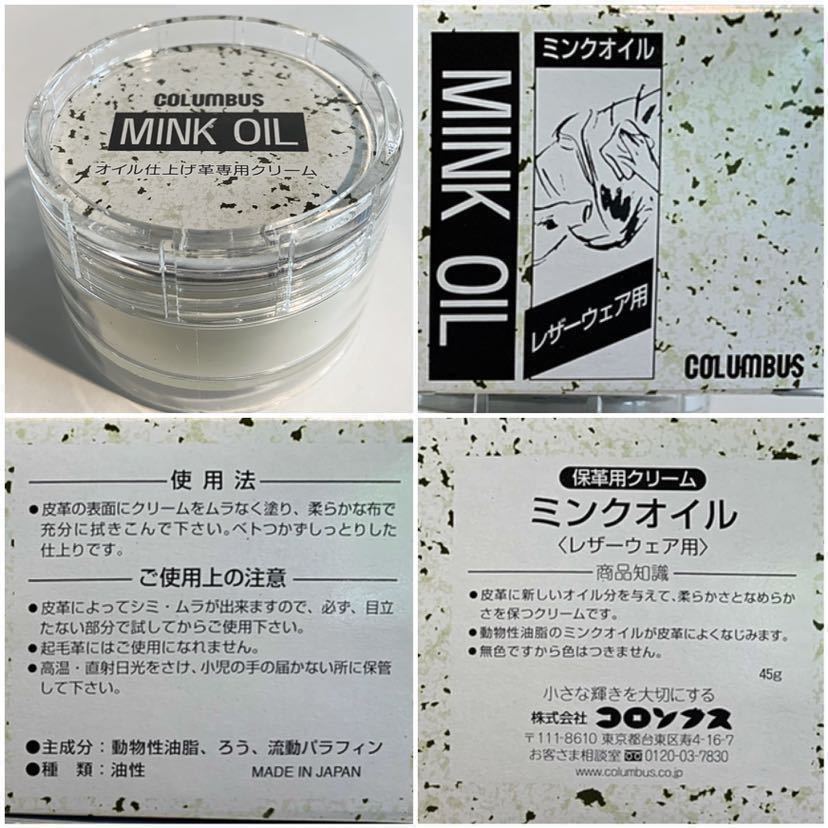 COLUMBUS
MINK OIL
オイル仕上げ革専用クリーム
MINK OIL
ミンクオイル
レザーウェア用
COLUMBUS
使用法
●皮革の表面にクリームをムラなく塗り、柔らかな布で
充分に拭きこんで下さい。ベトつかずしっとりした
仕上りです。
ご使用上の注意
●皮革によってシミ・ムラが出来ますので、必ず、目立
たない部分で試してからご使用下さい。
●起毛革にはご使用になれません。
●高温・直射日光をさけ、小児の手の届かない所に保管
して下さい。
●主成分：動物性油脂、ろう、流動パラフィン
●種　類：油性　MADE IN JAPAN
保革用クリーム
ミンクオイル
〈レザーウェア用〉
商品知識
●皮革に新しいオイル分を与えて、柔らかさとなめらか
さを保つクリームです。
●動物性油脂のミンクオイルが皮革によくなじみます。
●無色ですから色はつきません。
45g
小さな輝きを大切にする
株式会社 コロンブス
〒111-8610 東京都台東区寿4-16-7
お客さま相談室 0120-03-7830
www.columbus.co.jp